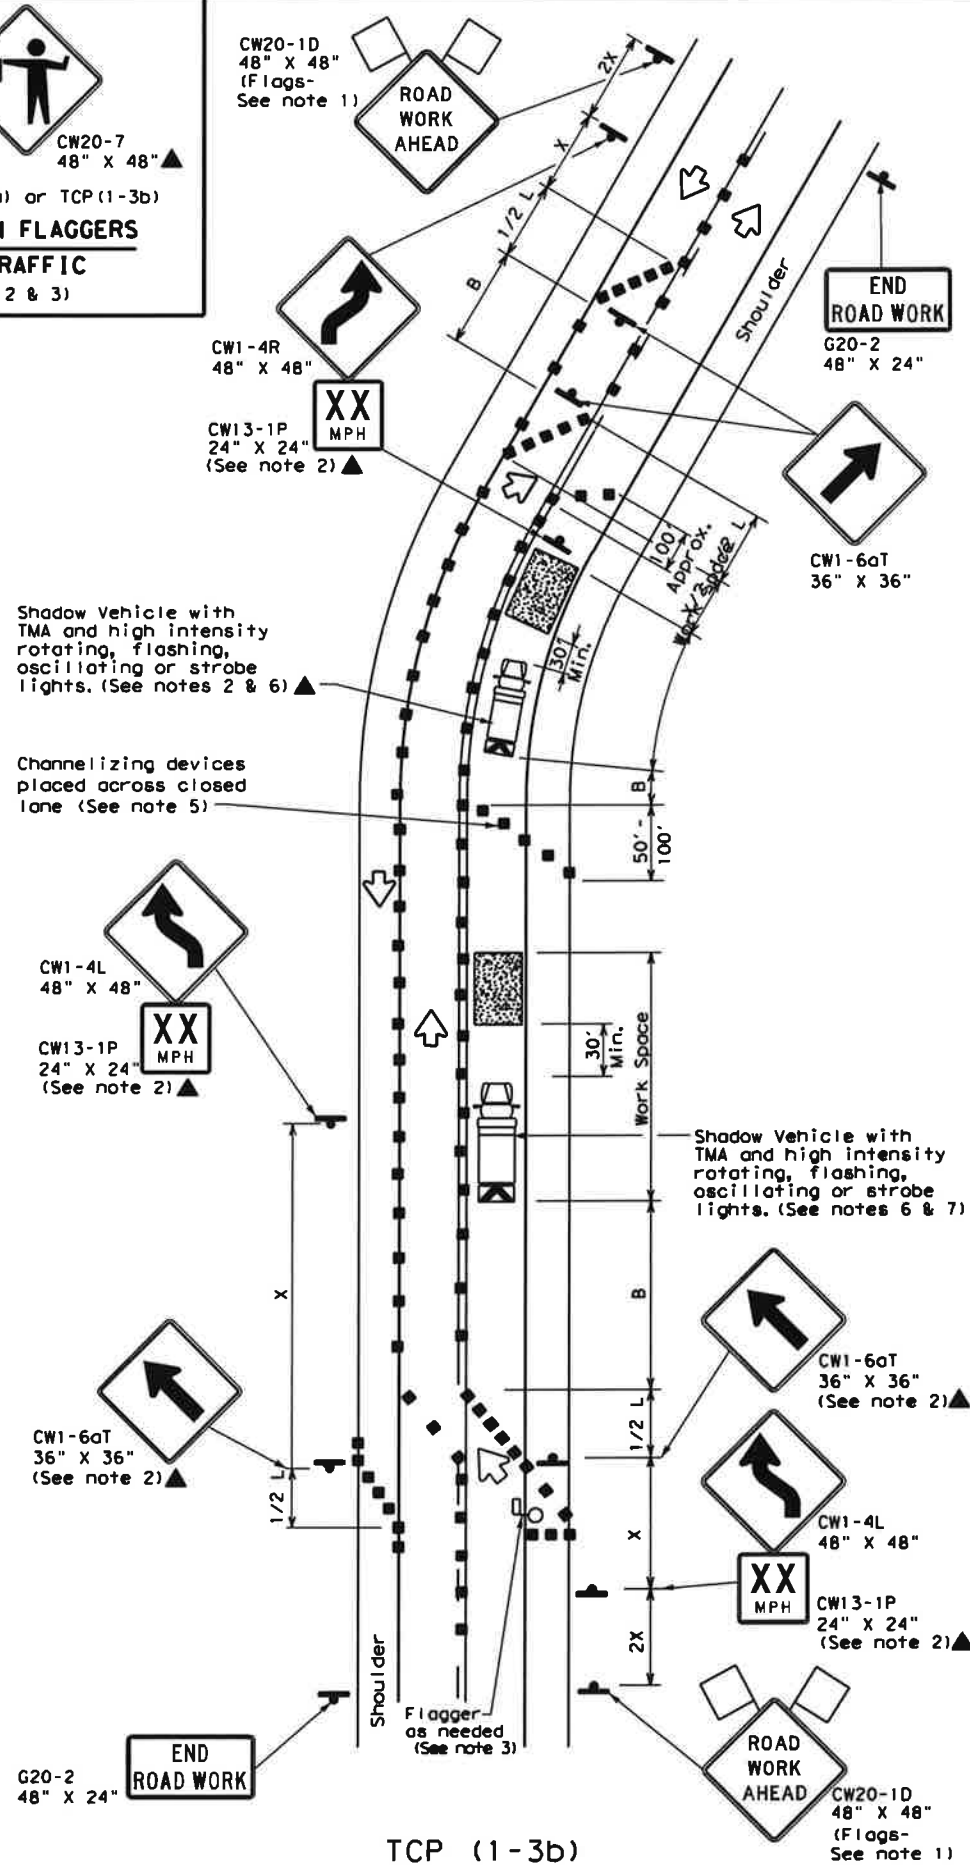 CW20-7
48" X 48"▲
) or TCP(1-3b)
FLAGGERS
RAFFIC
2 & 3)
CW20-1D
48" X 48"
(Flags-
See note 1)
ROAD
WORK
AHEAD
2X
X
1/2 L
B
CW1-4R
48" X 48"
XX
MPH
CW13-1P
24" X 24"
(See note 2)▲
Shoulder
END
ROAD WORK
G20-2
48" X 24"
CW1-6aT
36" X 36"
100'
Approx.
1/2 L
Work Space
30'
Min.
Shadow Vehicle with
TMA and high intensity
rotating, flashing,
oscillating or strobe
lights. (See notes 2 & 6)▲
Channelizing devices
placed across closed
lane (See note 5)
B
50' -
100'
CW1-4L
48" X 48"
XX
MPH
CW13-1P
24" X 24"
(See note 2)▲
30'
Min.
Work Space
Shadow Vehicle with
TMA and high intensity
rotating, flashing,
oscillating or strobe
lights. (See notes 6 & 7)
X
B
CW1-6aT
36" X 36"
(See note 2)▲
1/2 L
CW1-6aT
36" X 36"
(See note 2)▲
1/2 L
X
CW1-4L
48" X 48"
XX
MPH
CW13-1P
24" X 24"
(See note 2)▲
2X
Shoulder
Flagger
as needed
(See note 3)
END
ROAD WORK
G20-2
48" X 24"
ROAD
WORK
AHEAD
CW20-1D
48" X 48"
(Flags-
See note 1)
TCP (1-3b)